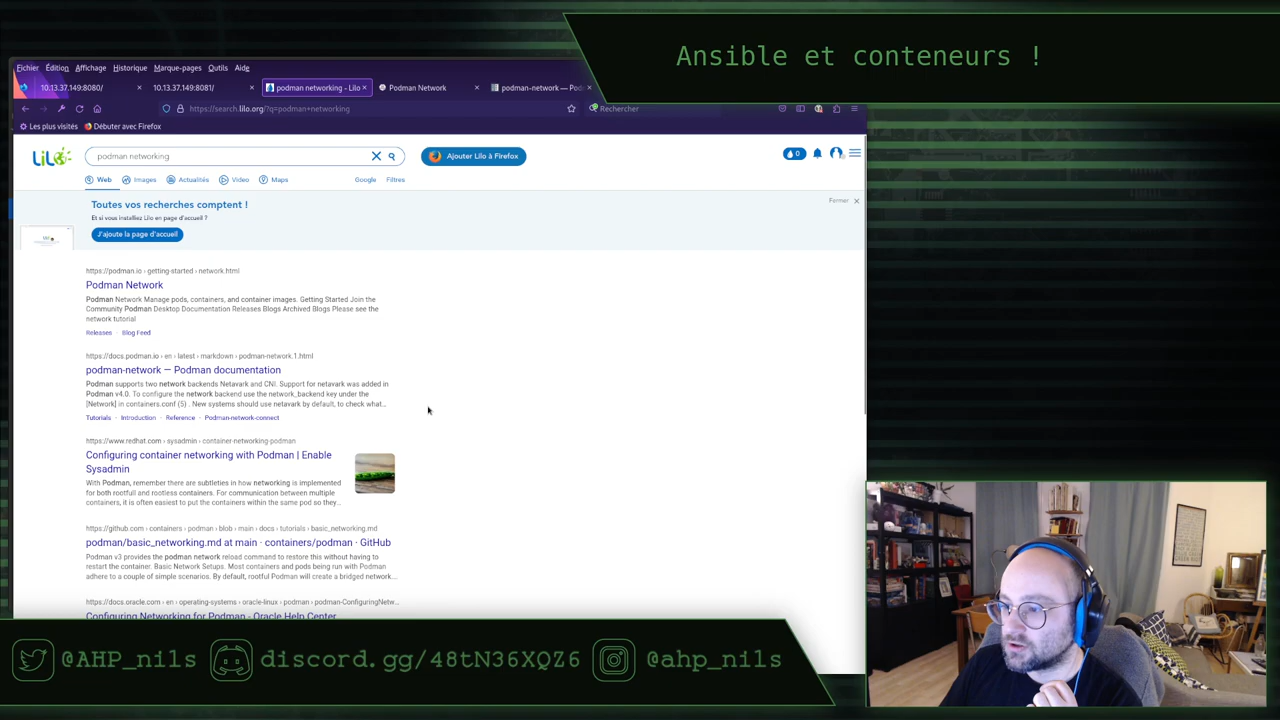 Ansible et conteneurs !
Fichier Édition Affichage Historique Marque-pages Outils Aide
10.13.37.149:8080/ 10.13.37.149:8081/ podman networking - Lilo Podman Network podman-network —
https://search.lilo.org/?q=podman+networking Rechercher
Les plus visités Débuter avec Firefox
LiLO podman networking Ajouter Lilo à Firefox 0
Web Images Actualités Video Maps Google Filtres
Toutes vos recherches comptent ! Fermer
Et si vous installiez Lilo en page d'accueil ?
J'ajoute la page d'accueil
https://podman.io › getting-started › network.html
Podman Network
Podman Network Manage pods, containers, and container images. Getting Started Join the
Community Podman Desktop Documentation Releases Blogs Archived Blogs Please see the
network tutorial
Releases · Blog Feed
https://docs.podman.io › en › latest › markdown › podman-network.1.html
podman-network — Podman documentation
Podman supports two network backends Netavark and CNI. Support for netavark was added in
Podman v4.0. To configure the network backend use the network_backend key under the
[Network] in containers.conf (5) . New systems should use netavark by default, to check what...
Tutorials · Introduction · Reference · Podman-network-connect
https://www.redhat.com › sysadmin › container-networking-podman
Configuring container networking with Podman | Enable
Sysadmin
With Podman, remember there are subtleties in how networking is implemented
for both rootfull and rootless containers. For communication between multiple
containers, it is often easiest to put the containers within the same pod so they...
https://github.com › containers › podman › blob › main › docs › tutorials › basic_networking.md
podman/basic_networking.md at main · containers/podman · GitHub
Podman v3 provides the podman network reload command to restore this without having to
restart the container. Basic Network Setups. Most containers and pods being run with Podman
adhere to a couple of simple scenarios. By default, rootful Podman will create a bridged network...
https://docs.oracle.com › en › operating-systems › oracle-linux › podman › podman-ConfiguringNetw...
Configuring Networking for Podman - Oracle Help Center
@AHP_nils discord.gg/48tN36XQZ6 @ahp_nils